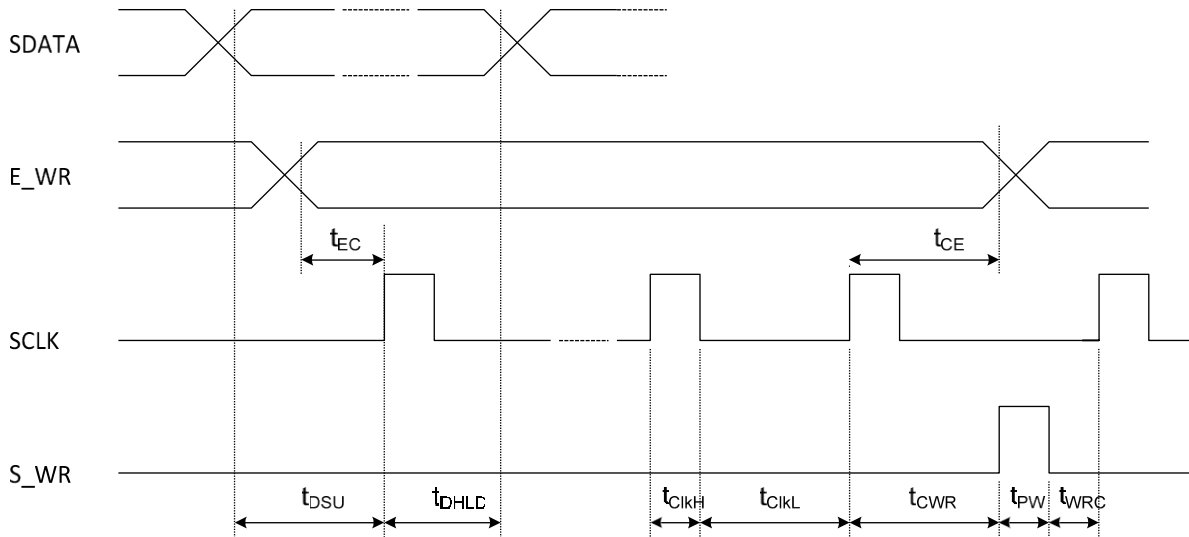 SDATA
E_WR
tEC
tCE
SCLK
S_WR
tDSU
tDHLD
tClkH
tClkL
tCWR
tPW
tWRC